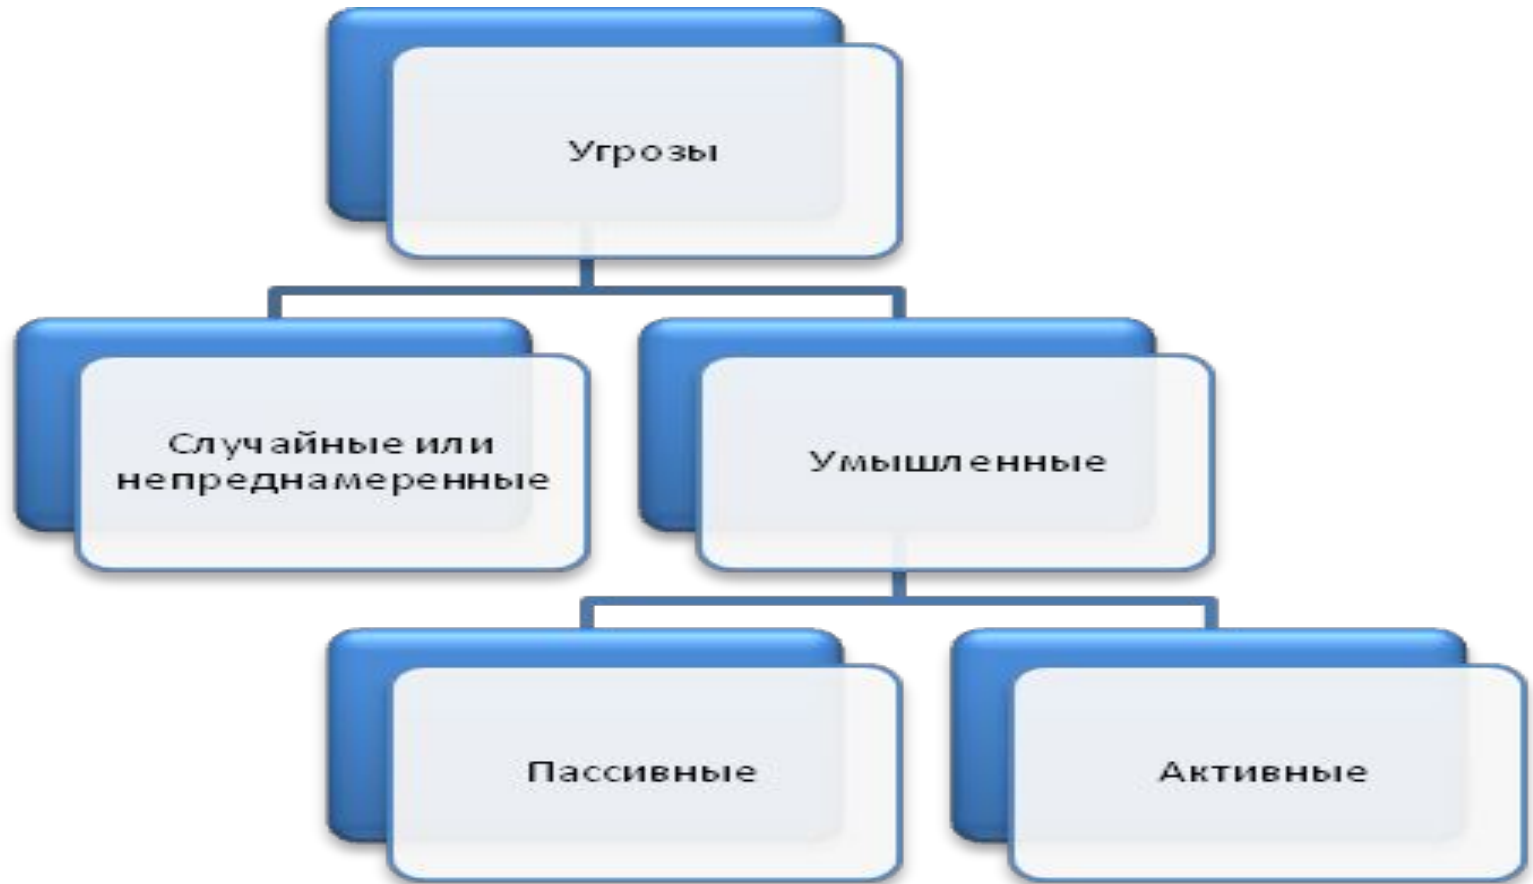 Угрозы
Случайные или
непреднамеренные
Умышленные
Пассивные
Активные